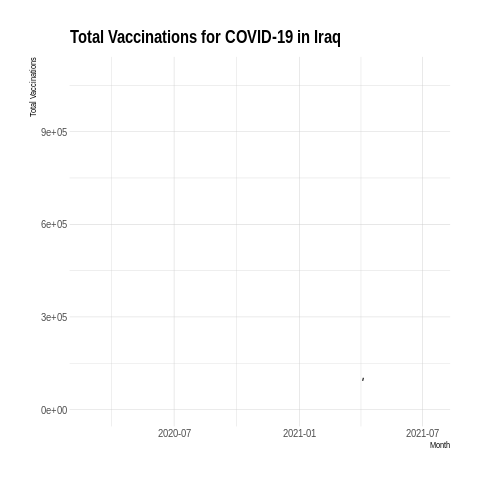 Total Vaccinations for COVID-19 in Iraq
Total Vaccinations
9e+05
6e+05
3e+05
0e+00
2020-07 2021-01 2021-07
Month